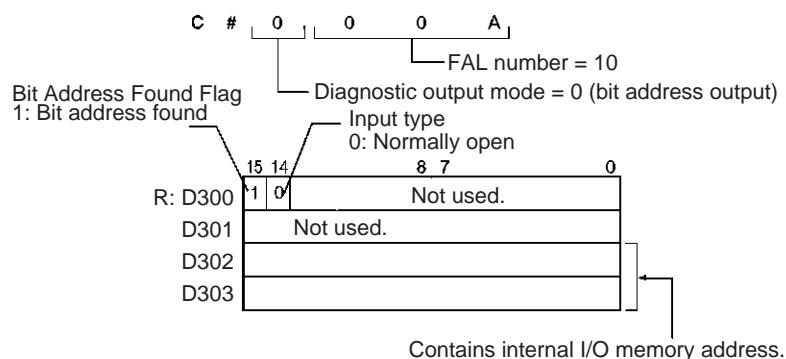 C # 0 0 0 A
FAL number = 10
Diagnostic output mode = 0 (bit address output)
Bit Address Found Flag
1: Bit address found
Input type
0: Normally open
15 14 8 7 0
R: D300 1 0 Not used.
D301 Not used.
D302
D303
Contains internal I/O memory address.